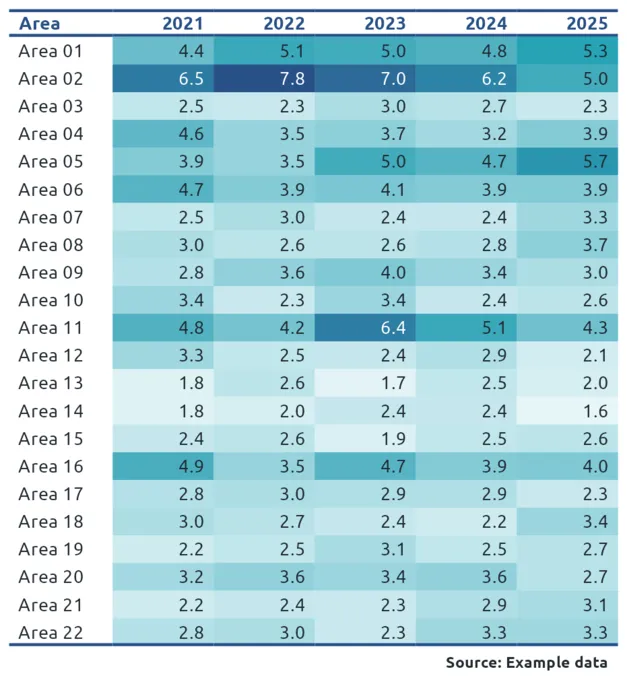 Area 2021 2022 2023 2024 2025
Area 01 4.4 5.1 5.0 4.8 5.3
Area 02 6.5 7.8 7.0 6.2 5.0
Area 03 2.5 2.3 3.0 2.7 2.3
Area 04 4.6 3.5 3.7 3.2 3.9
Area 05 3.9 3.5 5.0 4.7 5.7
Area 06 4.7 3.9 4.1 3.9 3.9
Area 07 2.5 3.0 2.4 2.4 3.3
Area 08 3.0 2.6 2.6 2.8 3.7
Area 09 2.8 3.6 4.0 3.4 3.0
Area 10 3.4 2.3 3.4 2.4 2.6
Area 11 4.8 4.2 6.4 5.1 4.3
Area 12 3.3 2.5 2.4 2.9 2.1
Area 13 1.8 2.6 1.7 2.5 2.0
Area 14 1.8 2.0 2.4 2.4 1.6
Area 15 2.4 2.6 1.9 2.5 2.6
Area 16 4.9 3.5 4.7 3.9 4.0
Area 17 2.8 3.0 2.9 2.9 2.3
Area 18 3.0 2.7 2.4 2.2 3.4
Area 19 2.2 2.5 3.1 2.5 2.7
Area 20 3.2 3.6 3.4 3.6 2.7
Area 21 2.2 2.4 2.3 2.9 3.1
Area 22 2.8 3.0 2.3 3.3 3.3
Source: Example data